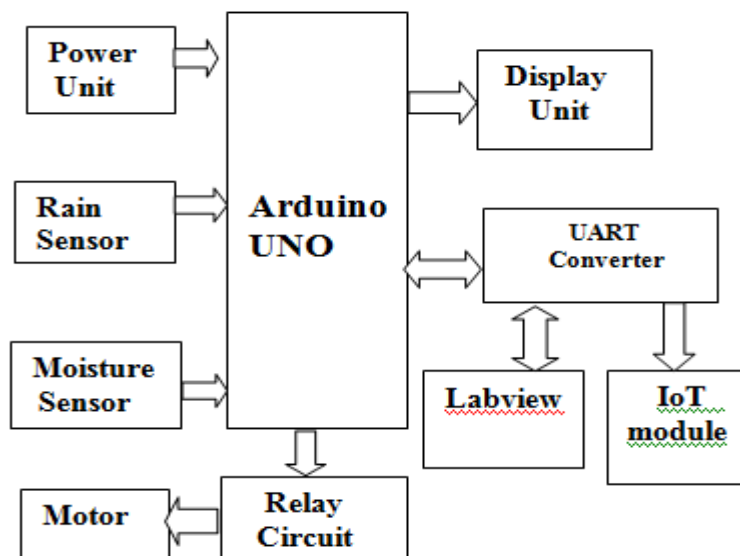 Power
Unit
Display
Unit
Rain
Sensor
Arduino
UNO
UART
Converter
Moisture
Sensor
Labview
IoT
module
Motor
Relay
Circuit